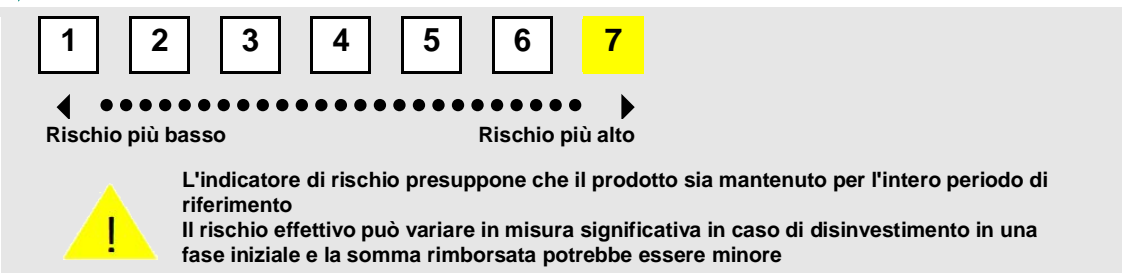 1 2 3 4 5 6 7
Rischio più basso Rischio più alto
!
L'indicatore di rischio presuppone che il prodotto sia mantenuto per l'intero periodo di
riferimento
Il rischio effettivo può variare in misura significativa in caso di disinvestimento in una
fase iniziale e la somma rimborsata potrebbe essere minore